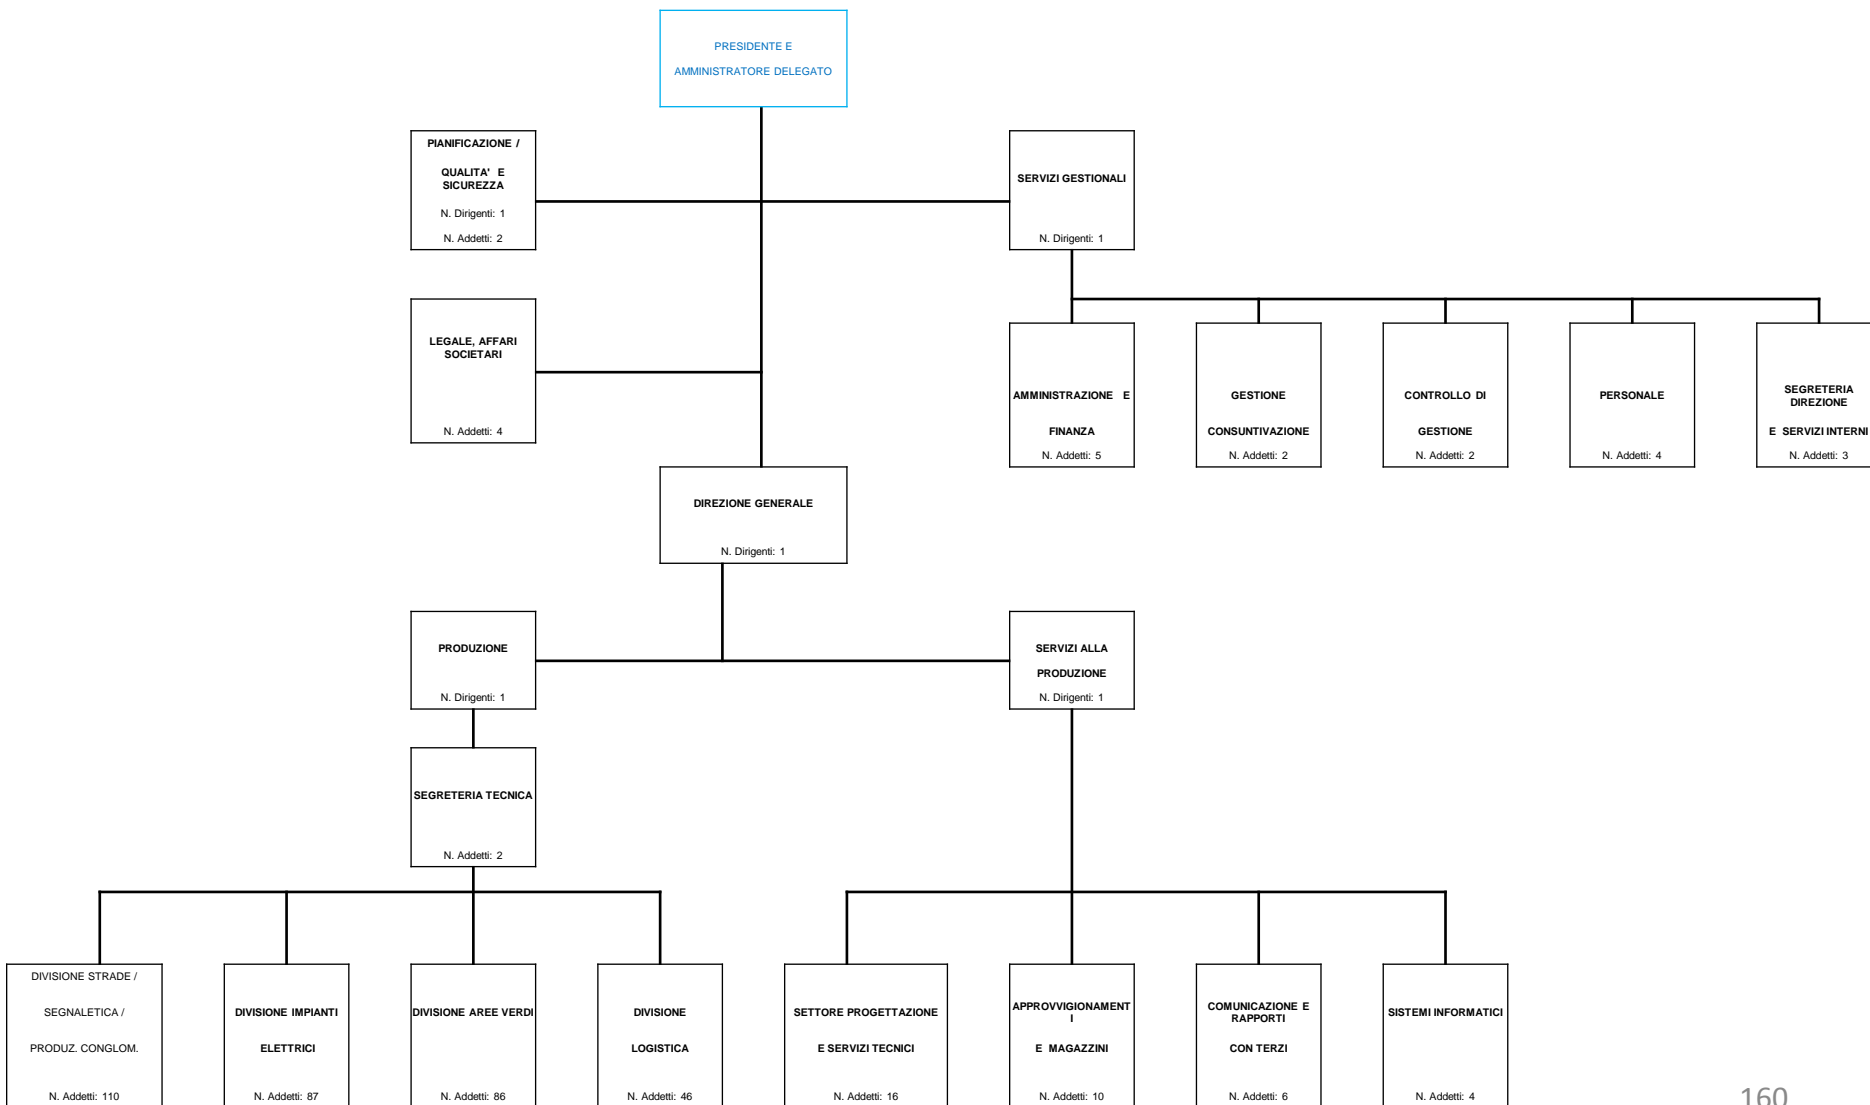 PRESIDENTE E
AMMINISTRATORE DELEGATO
PIANIFICAZIONE /
QUALITA' E
SICUREZZA
N. Dirigenti: 1
N. Addetti: 2
SERVIZI GESTIONALI
N. Dirigenti: 1
LEGALE, AFFARI
SOCIETARI
N. Addetti: 4
AMMINISTRAZIONE E
FINANZA
N. Addetti: 5
GESTIONE
CONSUNTIVAZIONE
N. Addetti: 2
CONTROLLO DI
GESTIONE
N. Addetti: 2
PERSONALE
N. Addetti: 4
SEGRETERIA
DIREZIONE
E SERVIZI INTERNI
N. Addetti: 3
DIREZIONE GENERALE
N. Dirigenti: 1
PRODUZIONE
N. Dirigenti: 1
SERVIZI ALLA
PRODUZIONE
N. Dirigenti: 1
SEGRETERIA TECNICA
N. Addetti: 2
DIVISIONE STRADE /
SEGNALETICA /
PRODUZ. CONGLOM.
N. Addetti: 110
DIVISIONE IMPIANTI
ELETTRICI
N. Addetti: 87
DIVISIONE AREE VERDI
N. Addetti: 86
DIVISIONE
LOGISTICA
N. Addetti: 46
SETTORE PROGETTAZIONE
E SERVIZI TECNICI
N. Addetti: 16
APPROVVIGIONAMENT
I
E MAGAZZINI
N. Addetti: 10
COMUNICAZIONE E
RAPPORTI
CON TERZI
N. Addetti: 6
SISTEMI INFORMATICI
N. Addetti: 4
160